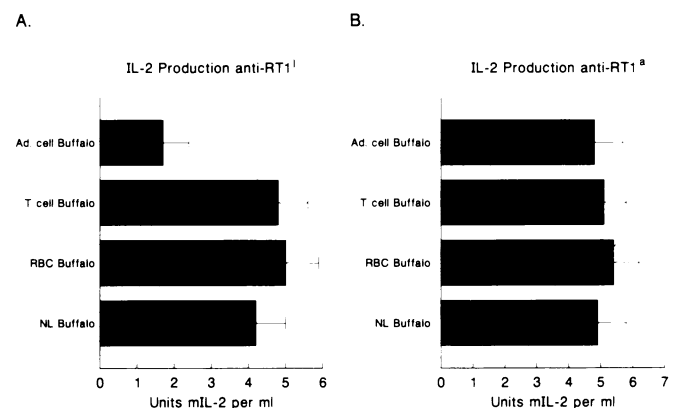 A.
IL-2 Production anti-RT1^l
Ad. cell Buffalo
T cell Buffalo
RBC Buffalo
NL Buffalo
0 1 2 3 4 5 6
Units mIL-2 per ml
B.
IL-2 Production anti-RT1^a
Ad. cell Buffalo
T cell Buffalo
RBC Buffalo
NL Buffalo
0 1 2 3 4 5 6 7
Units mIL-2 per ml